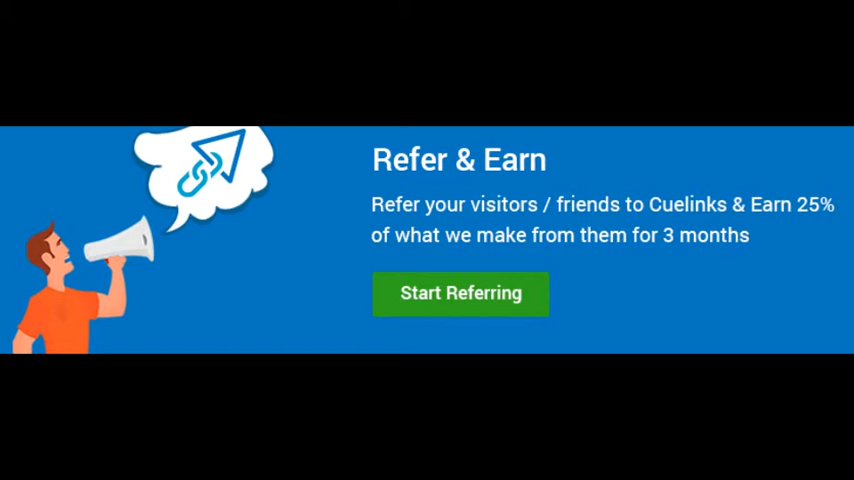 Refer & Earn
Refer your visitors / friends to Cuelinks & Earn 25%
of what we make from them for 3 months
Start Referring